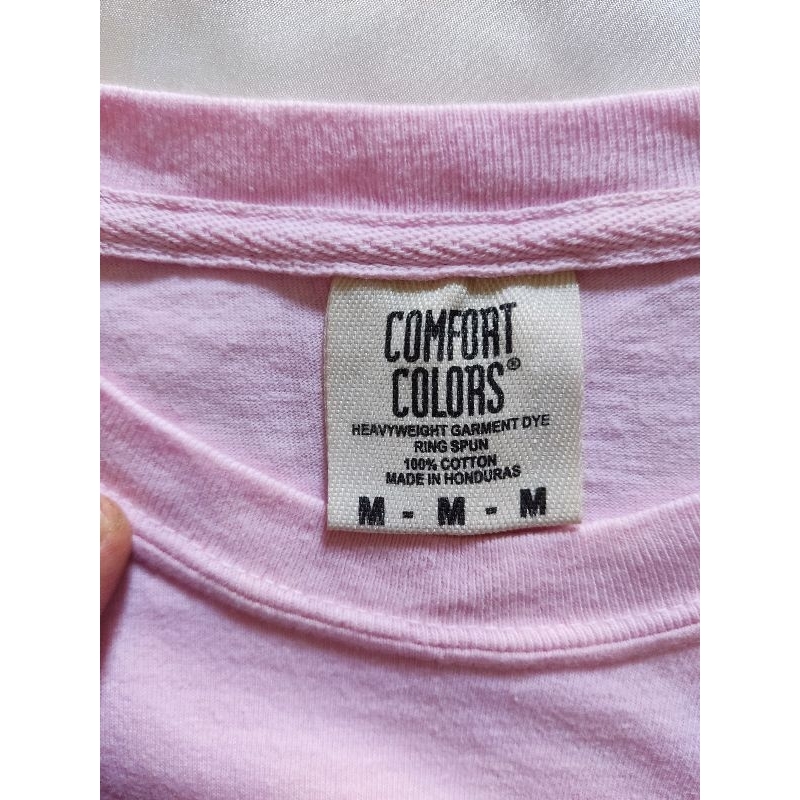 COMFORT
COLORS®
HEAVYWEIGHT GARMENT DYE
RING SPUN
100% COTTON
MADE IN HONDURAS
M - M - M